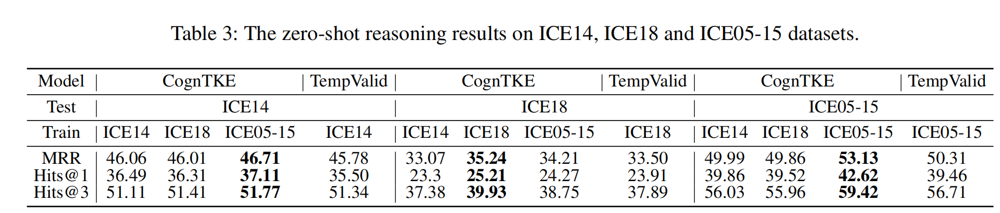 Table 3: The zero-shot reasoning results on ICE14, ICE18 and ICE05-15 datasets.
Model CognTKE TempValid CognTKE TempValid CognTKE TempValid
Test ICE14 ICE18 ICE05-15
Train ICE14 ICE18 ICE05-15 ICE14 ICE14 ICE18 ICE05-15 ICE18 ICE14 ICE18 ICE05-15 ICE05-15
MRR 46.06 46.01 46.71 45.78 33.07 35.24 34.21 33.50 49.99 49.86 53.13 50.31
Hits@1 36.49 36.31 37.11 35.50 23.3 25.21 24.27 23.91 39.86 39.52 42.62 39.46
Hits@3 51.11 51.41 51.77 51.34 37.38 39.93 38.75 37.89 56.03 55.96 59.42 56.71